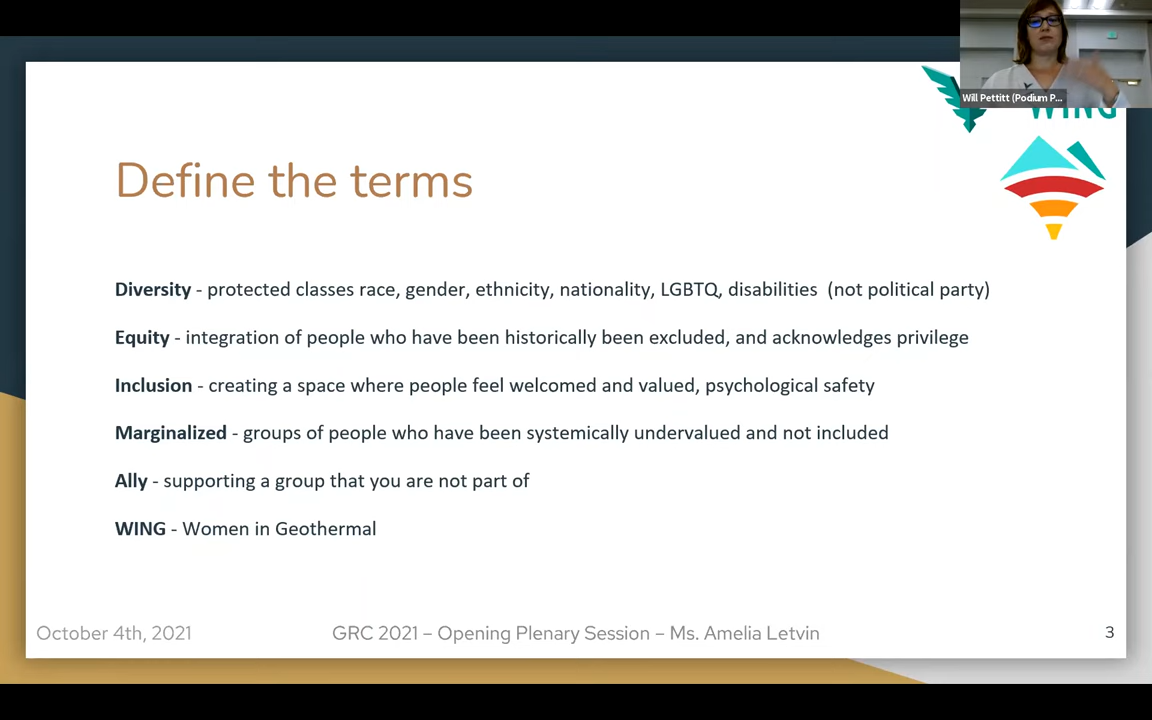 Will Pettitt (Podium P...
WING
Define the terms
Diversity - protected classes race, gender, ethnicity, nationality, LGBTQ, disabilities (not political party)
Equity - integration of people who have been historically been excluded, and acknowledges privilege
Inclusion - creating a space where people feel welcomed and valued, psychological safety
Marginalized - groups of people who have been systemically undervalued and not included
Ally - supporting a group that you are not part of
WING - Women in Geothermal
October 4th, 2021
GRC 2021 – Opening Plenary Session – Ms. Amelia Letvin
3